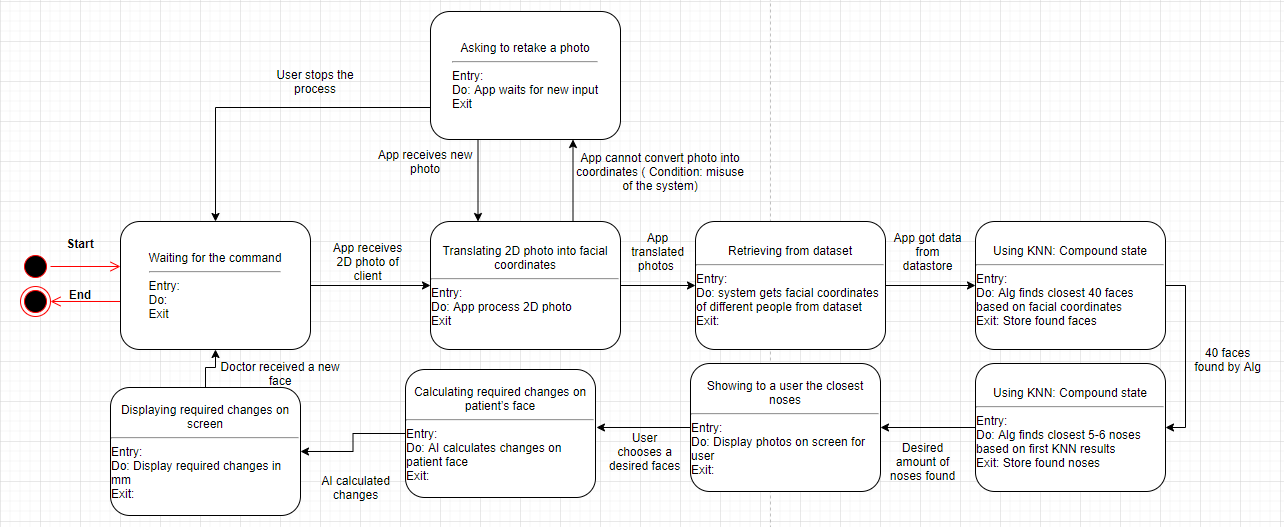 Asking to retake a photo
Entry:
Do: App waits for new input
Exit
User stops the
process
App receives new
photo
App cannot convert photo into
coordinates ( Condition: misuse
of the system)
Start
End
Waiting for the command
Entry:
Do:
Exit
App receives
2D photo of
client
Translating 2D photo into facial
coordinates
Entry:
Do: App process 2D photo
Exit
App
translated
photos
Retrieving from dataset
Entry:
Do: system gets facial coordinates
of different people from dataset
Exit:
App got data
from
datastore
Using KNN: Compound state
Entry:
Do: Alg finds closest 40 faces
based on facial coordinates
Exit: Store found faces
40 faces
found by Alg
Using KNN: Compound state
Entry:
Do: Alg finds closest 5-6 noses
based on first KNN results
Exit: Store found noses
Desired
amount of
noses found
Showing to a user the closest
noses
Entry:
Do: Display photos on screen for
user
Exit:
User
chooses a
desired faces
Calculating required changes on
patient's face
Entry:
Do: AI calculates changes on
patient face
Exit:
AI calculated
changes
Displaying required changes on
screen
Entry:
Do: Display required changes in
mm
Exit:
Doctor received a new
face